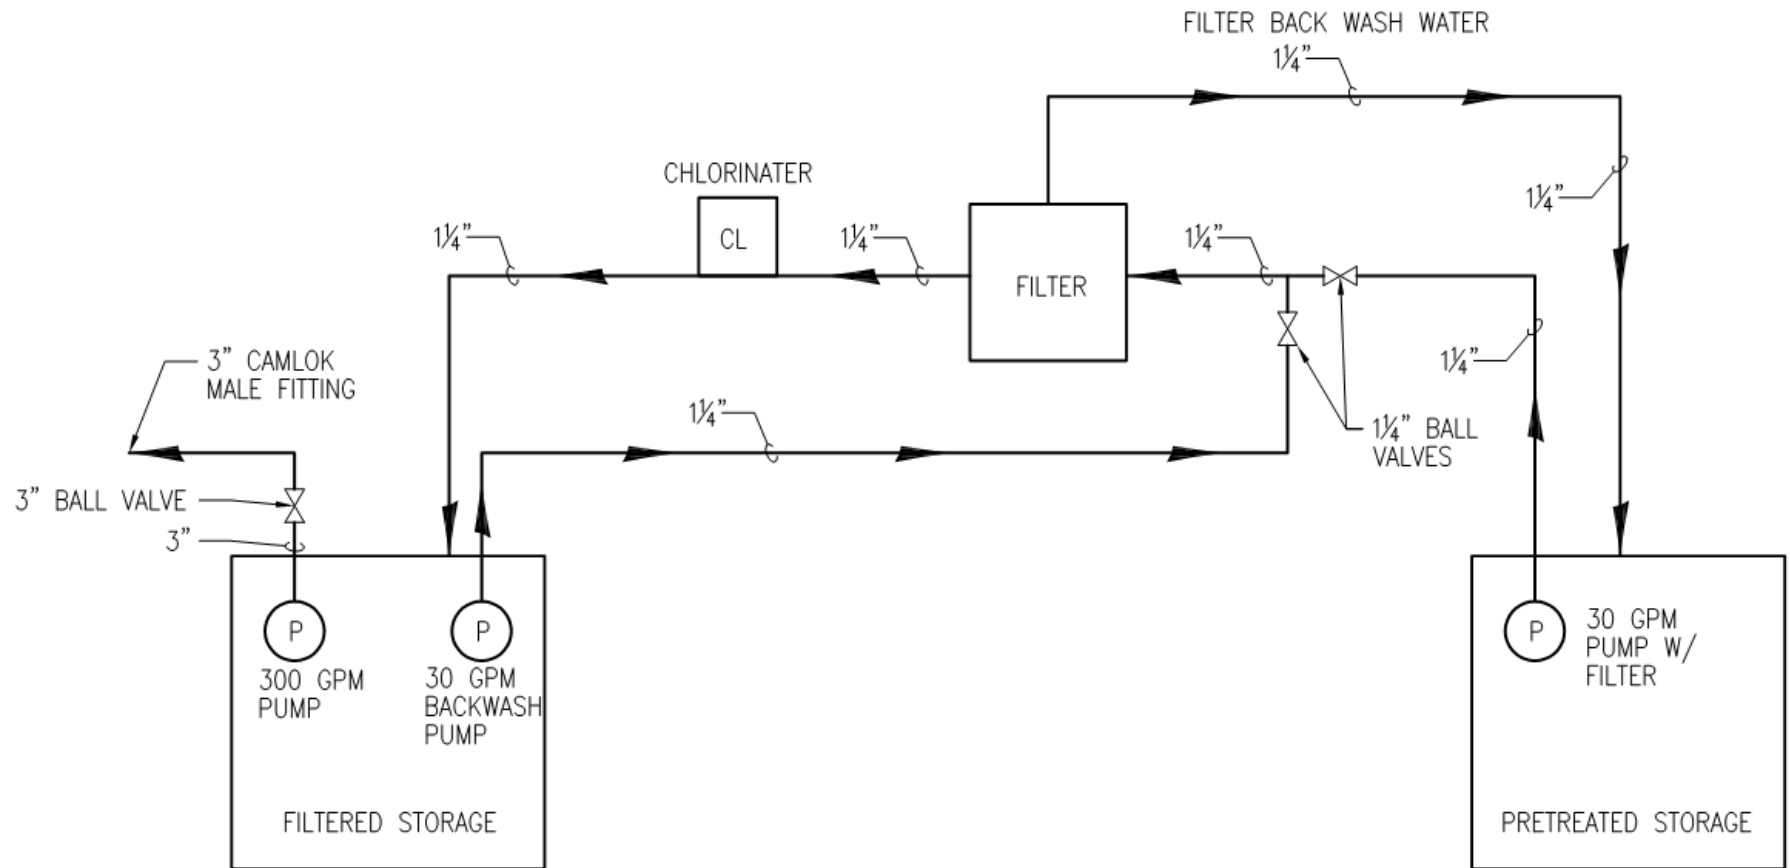 FILTER BACK WASH WATER
1¼"
1¼"
CHLORINATER
CL
1¼"
1¼"
1¼"
FILTER
1¼"
3" CAMLOK
MALE FITTING
1¼"
1¼" BALL
VALVES
3" BALL VALVE
3"
P
300 GPM
PUMP
P
30 GPM
BACKWASH
PUMP
FILTERED STORAGE
P
30 GPM
PUMP W/
FILTER
PRETREATED STORAGE